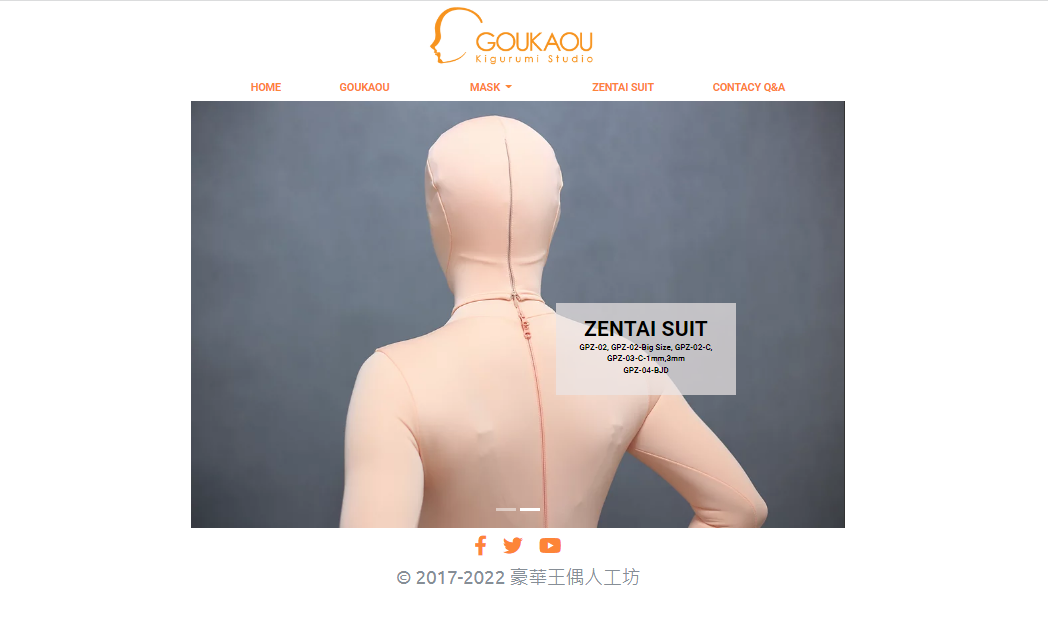 GOUKAOU
Kigurumi Studio
HOME GOUKAOU MASK ZENTAI SUIT CONTACY Q&A
ZENTAI SUIT
GPZ-02, GPZ-02-Big Size, GPZ-02-C,
GPZ-03-C-1mm,3mm
GPZ-04-BJD
© 2017-2022 豪華王偶人工坊